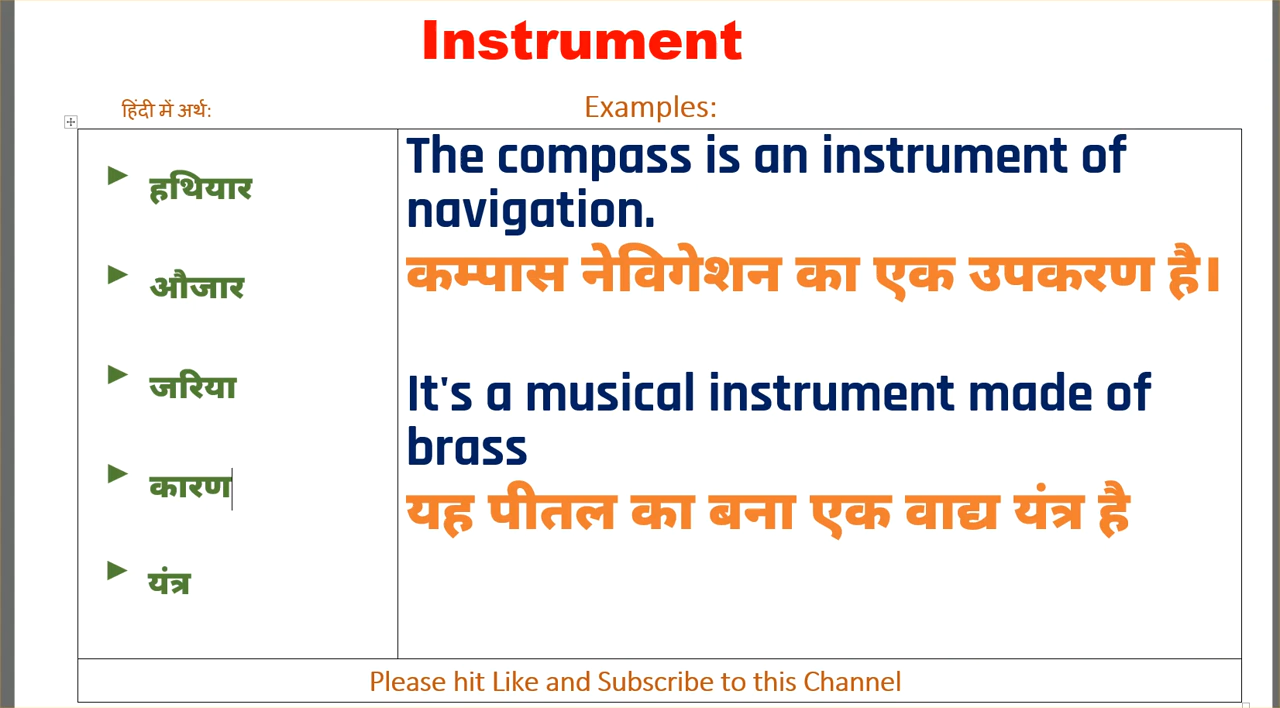 Instrument
हिंदी में अर्थ:
Examples:
हथियार
औजार
जरिया
कारण
यंत्र
The compass is an instrument of
navigation.
कम्पास नेविगेशन का एक उपकरण है।
It's a musical instrument made of
brass
यह पीतल का बना एक वाद्य यंत्र है
Please hit Like and Subscribe to this Channel